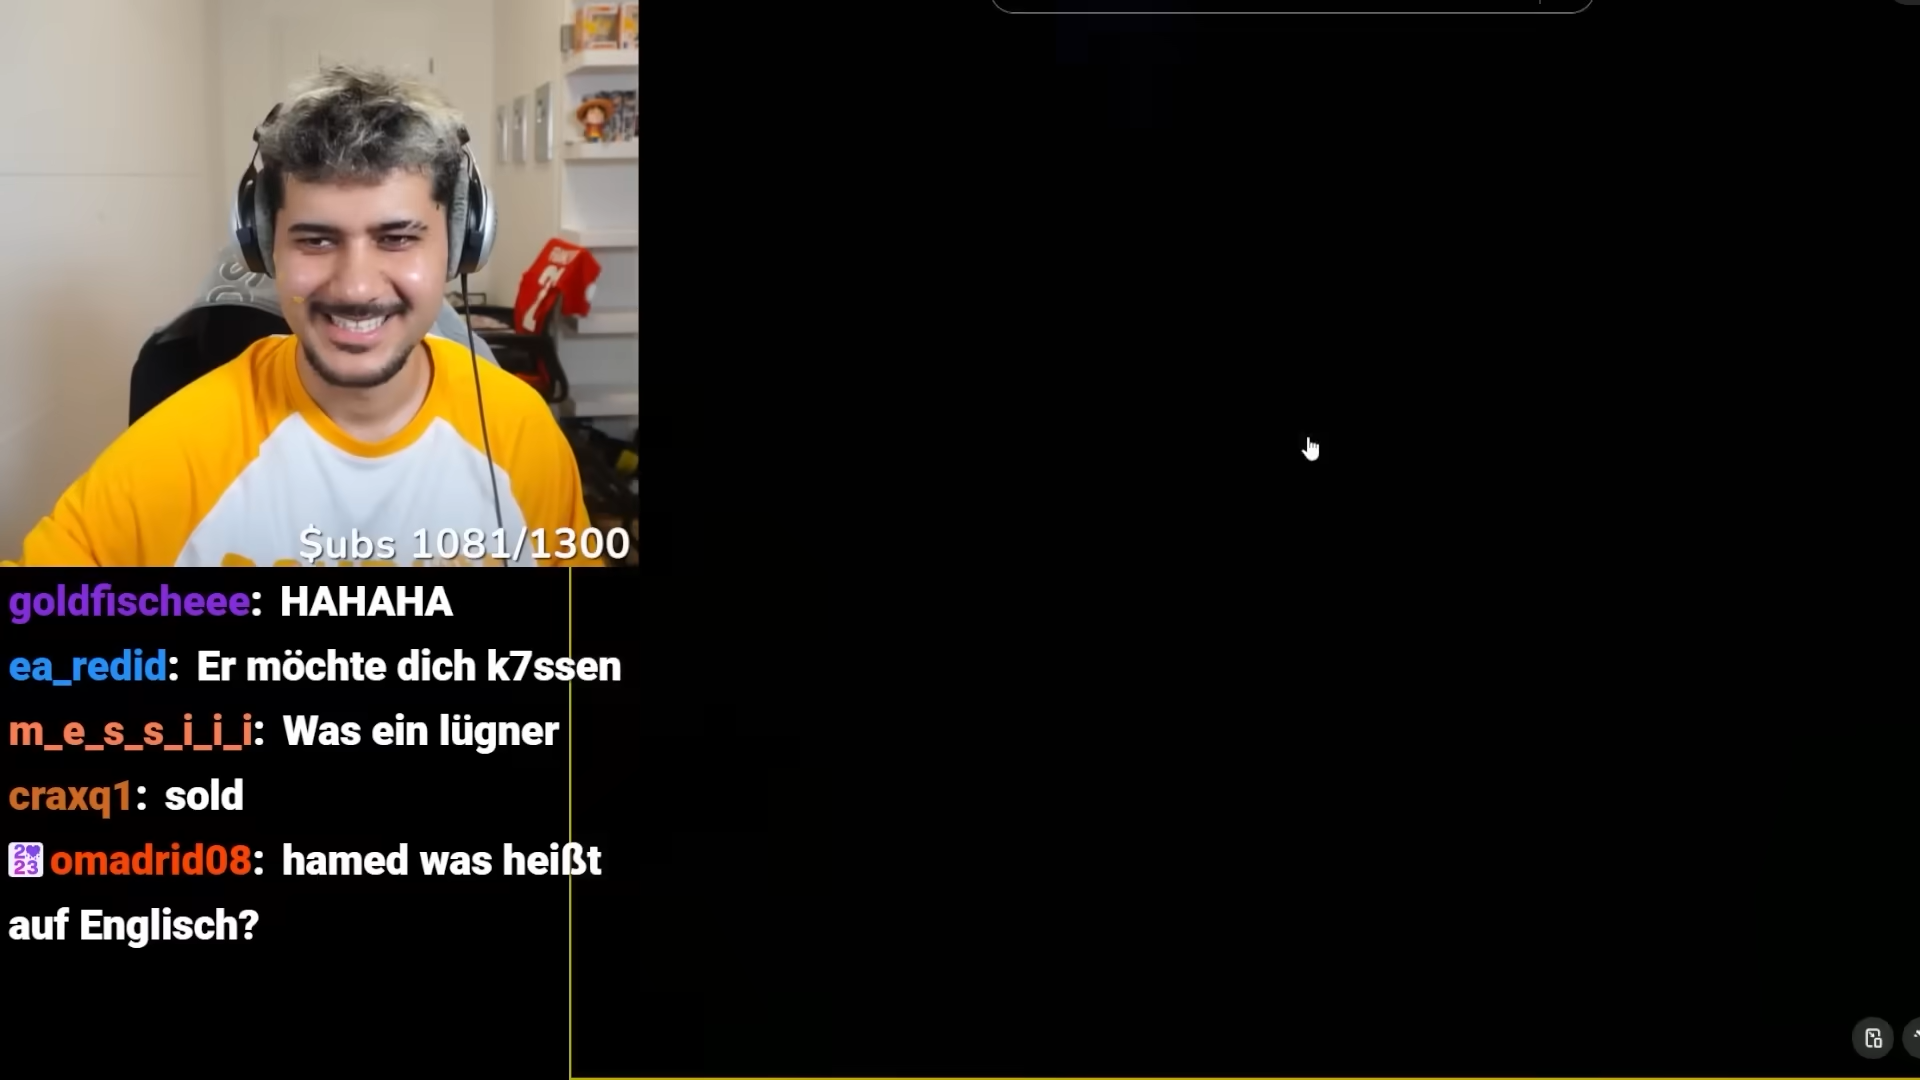 $ubs 1081/1300
goldfischeee: HAHAHA
ea_redid: Er möchte dich k7ssen
m_e_s_s_i_i_i: Was ein lügner
craxq1: sold
2023 omadrid08: hamed was heißt
auf Englisch?